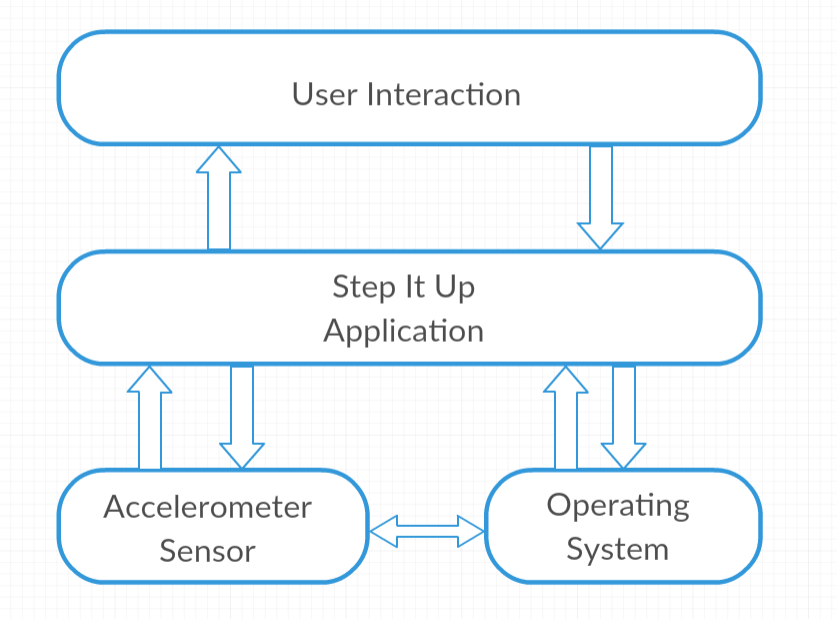 User Interaction
Step It Up
Application
Accelerometer
Sensor
Operating
System